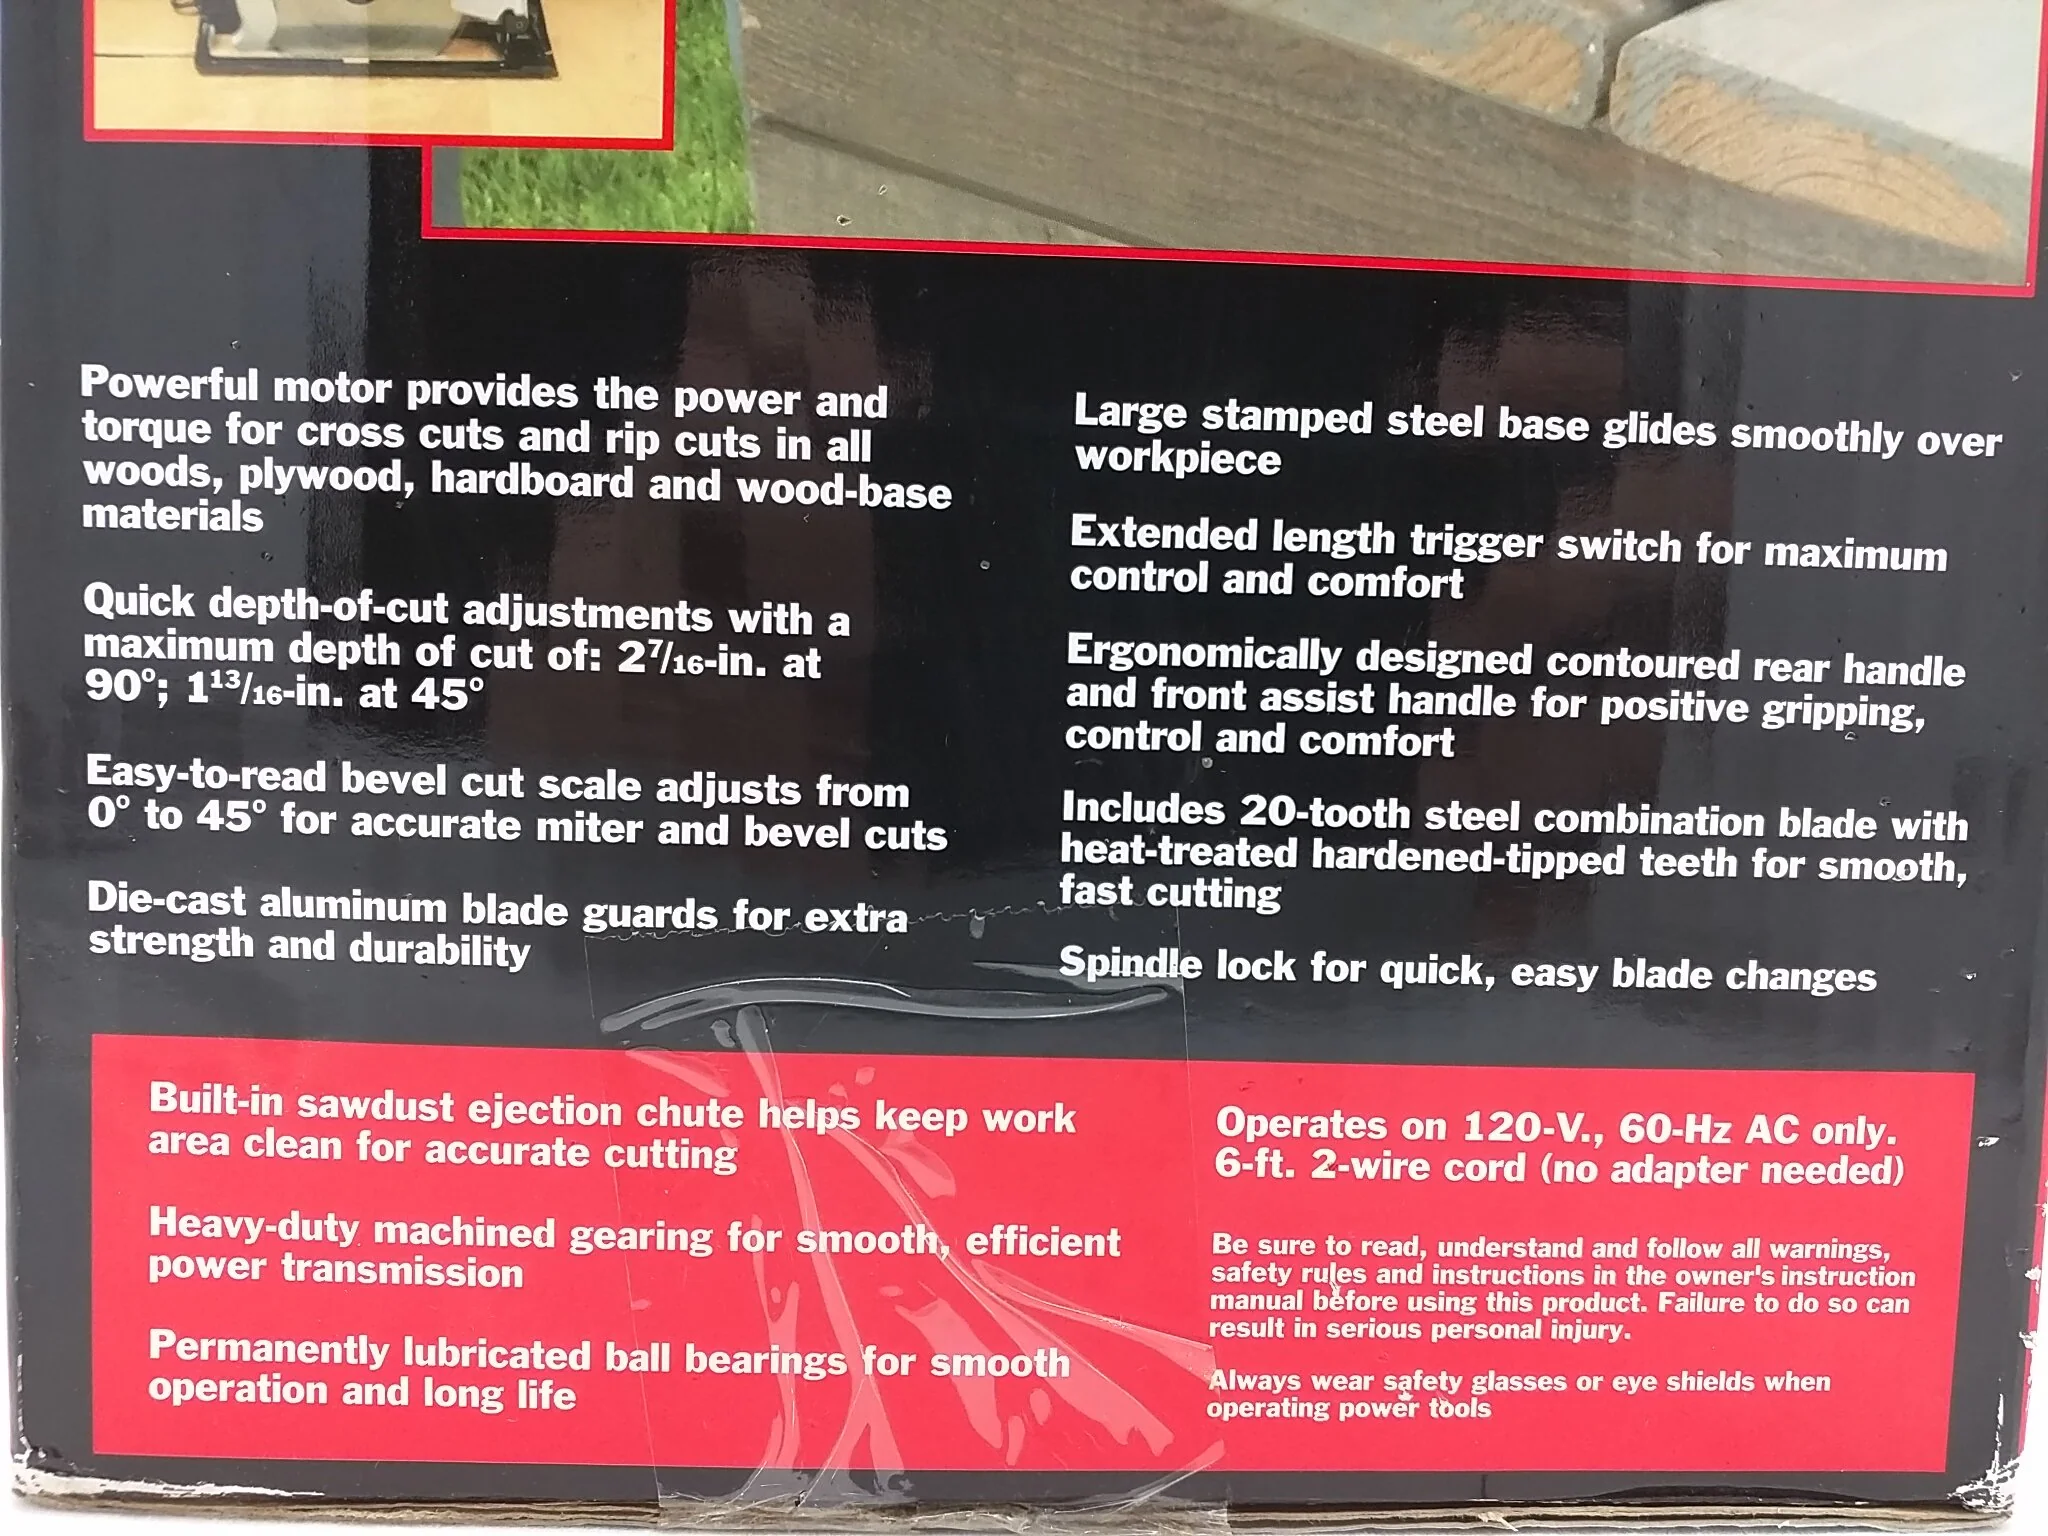 Powerful motor provides the power and
torque for cross cuts and rip cuts in all
woods, plywood, hardboard and wood-base
materials
Quick depth-of-cut adjustments with a
maximum depth of cut of: 2⁷/₁₆-in. at
90°; 1¹³/₁₆-in. at 45°
Easy-to-read bevel cut scale adjusts from
0° to 45° for accurate miter and bevel cuts
Die-cast aluminum blade guards for extra
strength and durability
Large stamped steel base glides smoothly over
workpiece
Extended length trigger switch for maximum
control and comfort
Ergonomically designed contoured rear handle
and front assist handle for positive gripping,
control and comfort
Includes 20-tooth steel combination blade with
heat-treated hardened-tipped teeth for smooth,
fast cutting
Spindle lock for quick, easy blade changes
Built-in sawdust ejection chute helps keep work
area clean for accurate cutting
Heavy-duty machined gearing for smooth, efficient
power transmission
Permanently lubricated ball bearings for smooth
operation and long life
Operates on 120-V., 60-Hz AC only.
6-ft. 2-wire cord (no adapter needed)
Be sure to read, understand and follow all warnings,
safety rules and instructions in the owner's instruction
manual before using this product. Failure to do so can
result in serious personal injury.
Always wear safety glasses or eye shields when
operating power tools